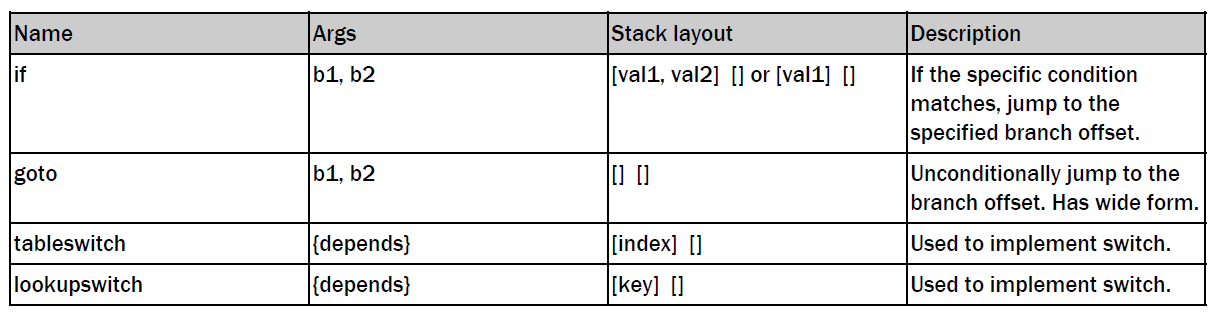 Name Args Stack layout Description
if b1, b2 [val1, val2] [] or [val1] [] If the specific condition
matches, jump to the
specified branch offset.
goto b1, b2 [] [] Unconditionally jump to the
branch offset. Has wide form.
tableswitch {depends} [index] [] Used to implement switch.
lookupswitch {depends} [key] [] Used to implement switch.